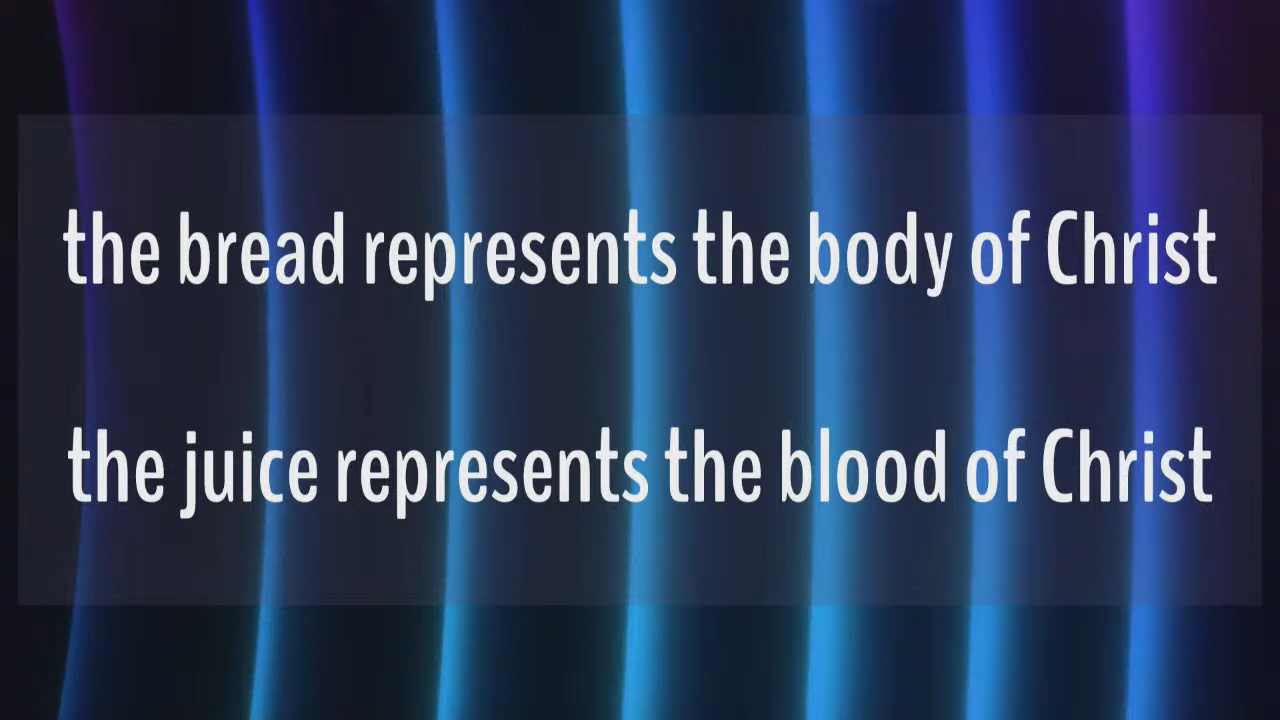 the bread represents the body of Christ
the juice represents the blood of Christ